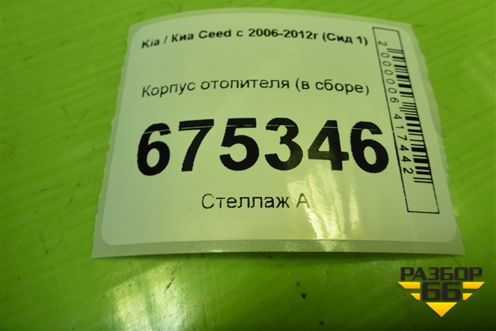 Kia / Киа Ceed с 2006-2012г (Сид 1)
Корпус отопителя (в сборе)
675346
Стеллаж А
2000006417442
РАЗБОР
66